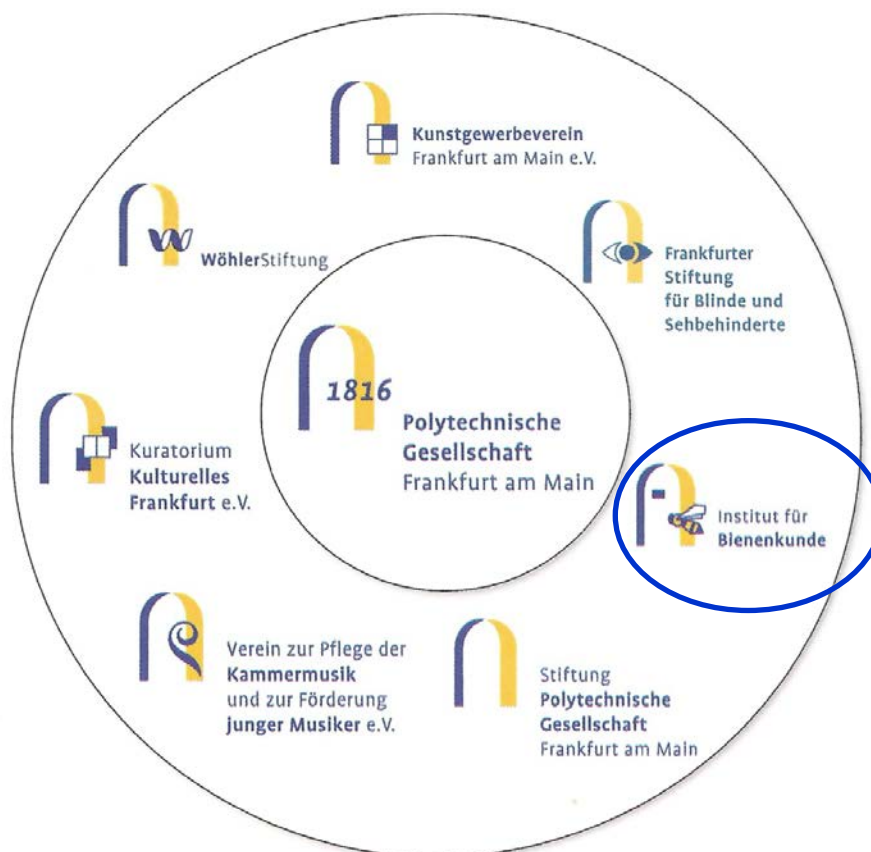 Kunstgewerbeverein
Frankfurt am Main e.V.
WöhlerStiftung
Frankfurter
Stiftung
für Blinde und
Sehbehinderte
1816
Polytechnische
Gesellschaft
Frankfurt am Main
Kuratorium
Kulturelles
Frankfurt e.V.
Institut für
Bienenkunde
Verein zur Pflege der
Kammermusik
und zur Förderung
junger Musiker e.V.
Stiftung
Polytechnische
Gesellschaft
Frankfurt am Main